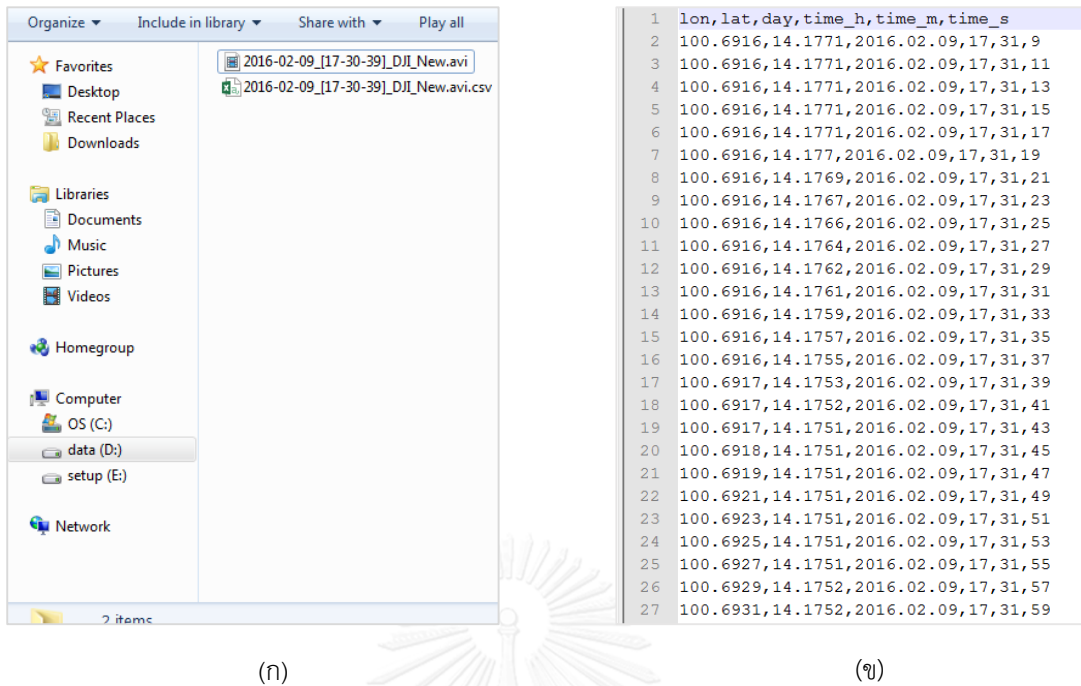 Organize Include in library Share with Play all
Favorites
Desktop
Recent Places
Downloads
Libraries
Documents
Music
Pictures
Videos
Homegroup
Computer
OS (C:)
data (D:)
setup (E:)
Network
2016-02-09_[17-30-39]_DJI_New.avi
2016-02-09_[17-30-39]_DJI_New.avi.csv
2 items
(ก)
1 lon,lat,day,time_h,time_m,time_s
2 100.6916,14.1771,2016.02.09,17,31,9
3 100.6916,14.1771,2016.02.09,17,31,11
4 100.6916,14.1771,2016.02.09,17,31,13
5 100.6916,14.1771,2016.02.09,17,31,15
6 100.6916,14.1771,2016.02.09,17,31,17
7 100.6916,14.177,2016.02.09,17,31,19
8 100.6916,14.1769,2016.02.09,17,31,21
9 100.6916,14.1767,2016.02.09,17,31,23
10 100.6916,14.1766,2016.02.09,17,31,25
11 100.6916,14.1764,2016.02.09,17,31,27
12 100.6916,14.1762,2016.02.09,17,31,29
13 100.6916,14.1761,2016.02.09,17,31,31
14 100.6916,14.1759,2016.02.09,17,31,33
15 100.6916,14.1757,2016.02.09,17,31,35
16 100.6916,14.1755,2016.02.09,17,31,37
17 100.6917,14.1753,2016.02.09,17,31,39
18 100.6917,14.1752,2016.02.09,17,31,41
19 100.6917,14.1751,2016.02.09,17,31,43
20 100.6918,14.1751,2016.02.09,17,31,45
21 100.6919,14.1751,2016.02.09,17,31,47
22 100.6921,14.1751,2016.02.09,17,31,49
23 100.6923,14.1751,2016.02.09,17,31,51
24 100.6925,14.1751,2016.02.09,17,31,53
25 100.6927,14.1751,2016.02.09,17,31,55
26 100.6929,14.1752,2016.02.09,17,31,57
27 100.6931,14.1752,2016.02.09,17,31,59
(ข)